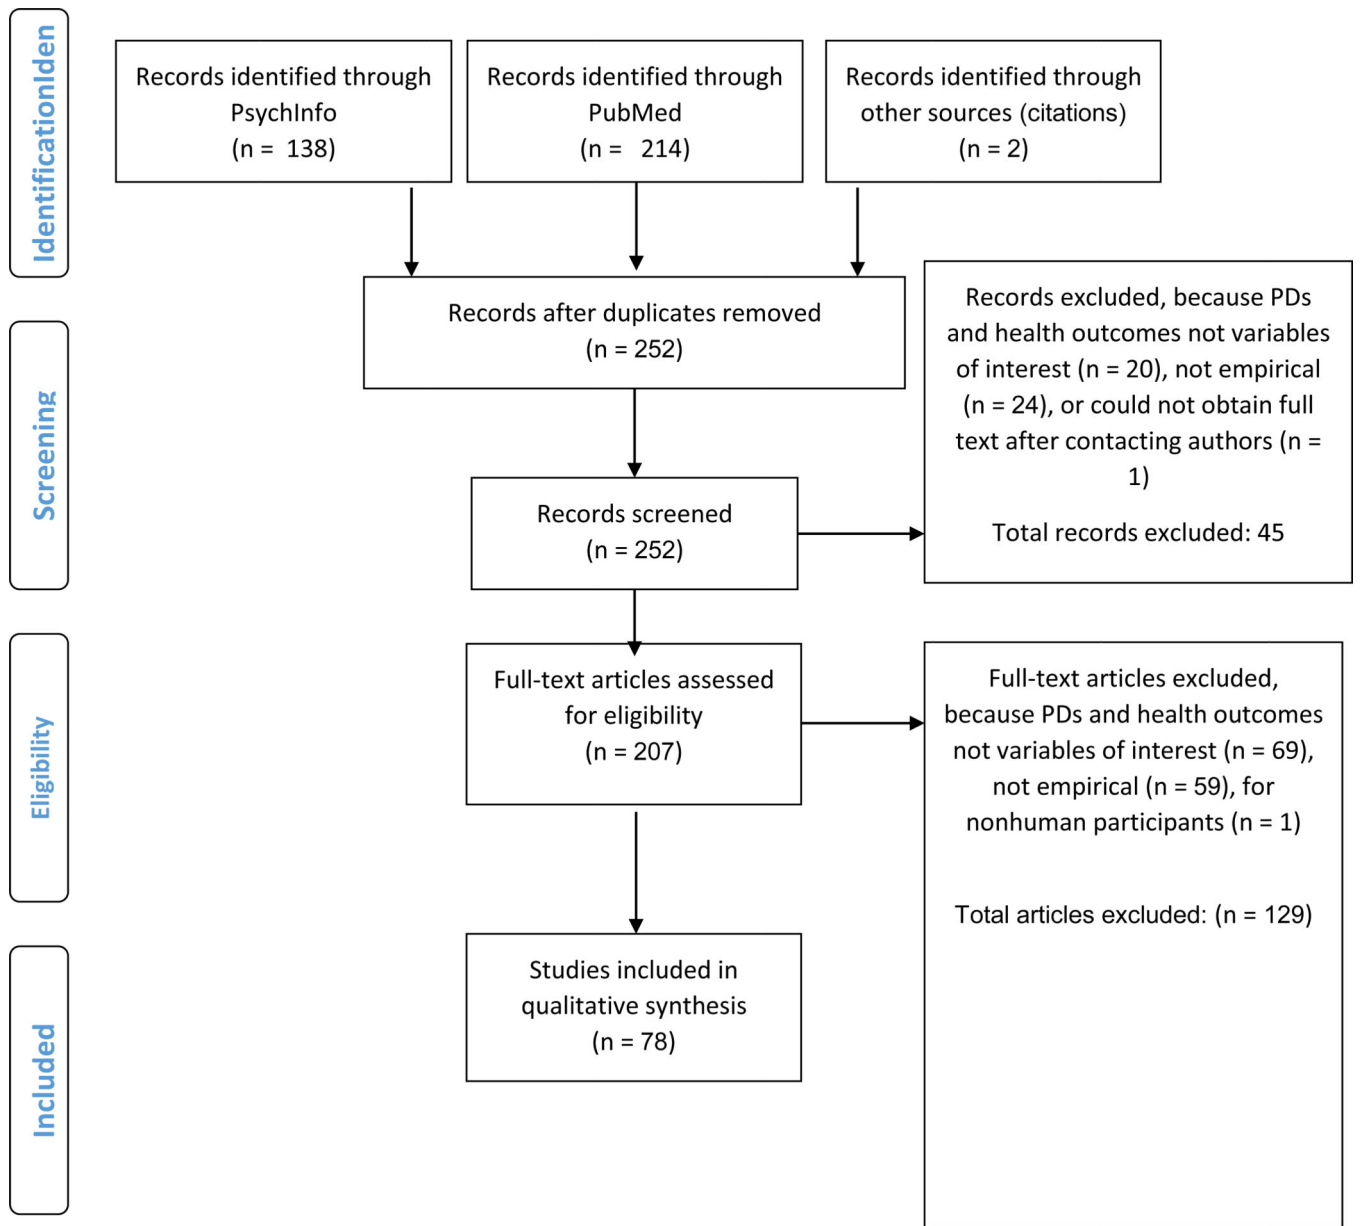 IdentificationIden
Records identified through
PsychInfo
(n = 138)
Records identified through
PubMed
(n = 214)
Records identified through
other sources (citations)
(n = 2)
Records after duplicates removed
(n = 252)
Records excluded, because PDs
and health outcomes not variables
of interest (n = 20), not empirical
(n = 24), or could not obtain full
text after contacting authors (n =
1)
Total records excluded: 45
Screening
Records screened
(n = 252)
Eligibility
Full-text articles assessed
for eligibility
(n = 207)
Full-text articles excluded,
because PDs and health outcomes
not variables of interest (n = 69),
not empirical (n = 59), for
nonhuman participants (n = 1)
Total articles excluded: (n = 129)
Included
Studies included in
qualitative synthesis
(n = 78)